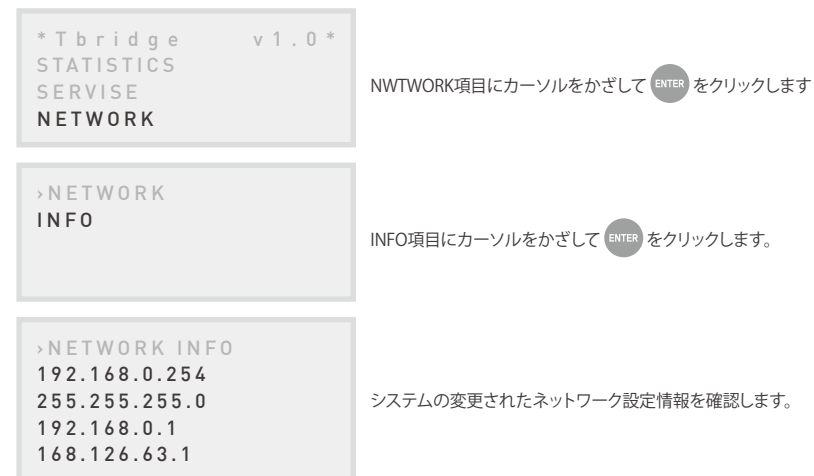 *Tbridge v1.0*
STATISTICS
SERVISE
NETWORK
NWTWORK項目にカーソルをかざして ENTER をクリックします
›NETWORK
INFO
INFO項目にカーソルをかざして ENTER をクリックします。
›NETWORK INFO
192.168.0.254
255.255.255.0
192.168.0.1
168.126.63.1
システムの変更されたネットワーク設定情報を確認します。